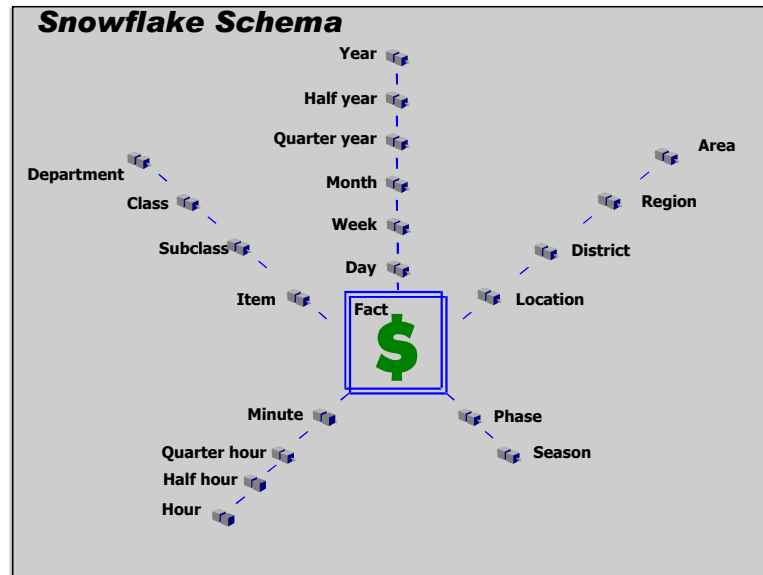 Snowflake Schema
Year
Half year
Quarter year
Month
Week
Day
Department
Class
Subclass
Item
Area
Region
District
Location
Fact
$
Minute
Quarter hour
Half hour
Hour
Phase
Season